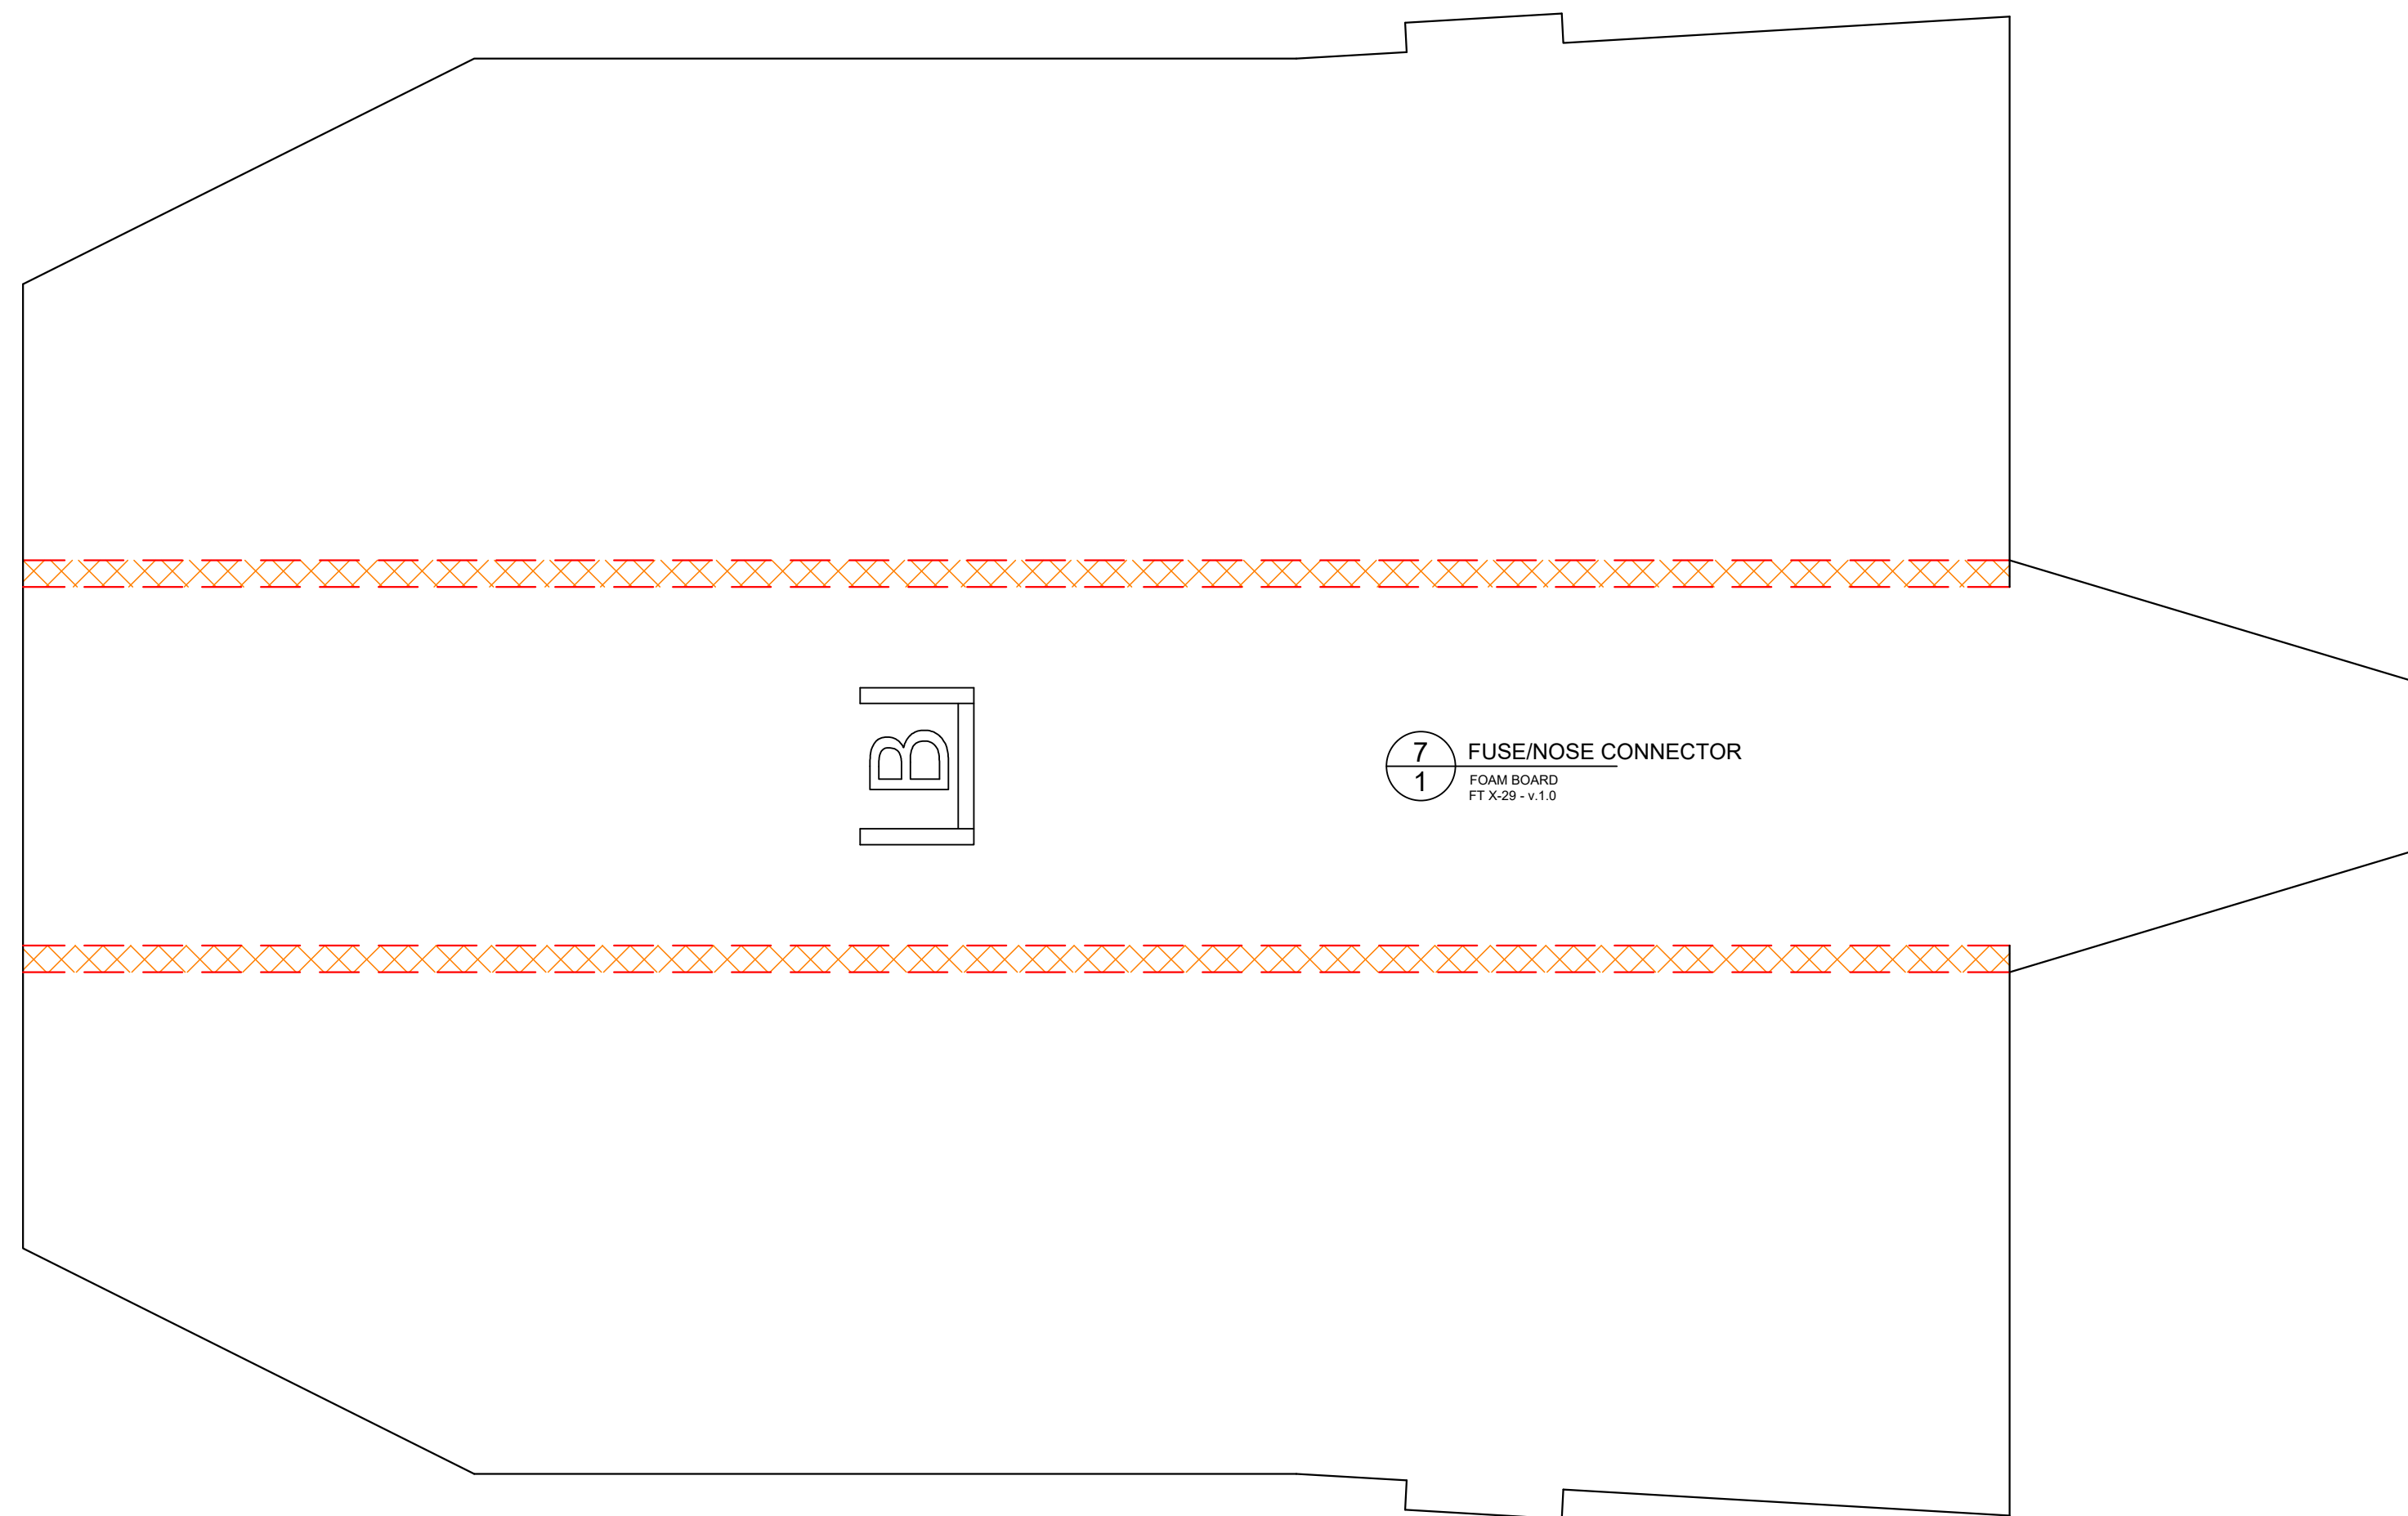 B
7
FUSE/NOSE CONNECTOR
1
FOAM BOARD
FT X-29 - v.1.0